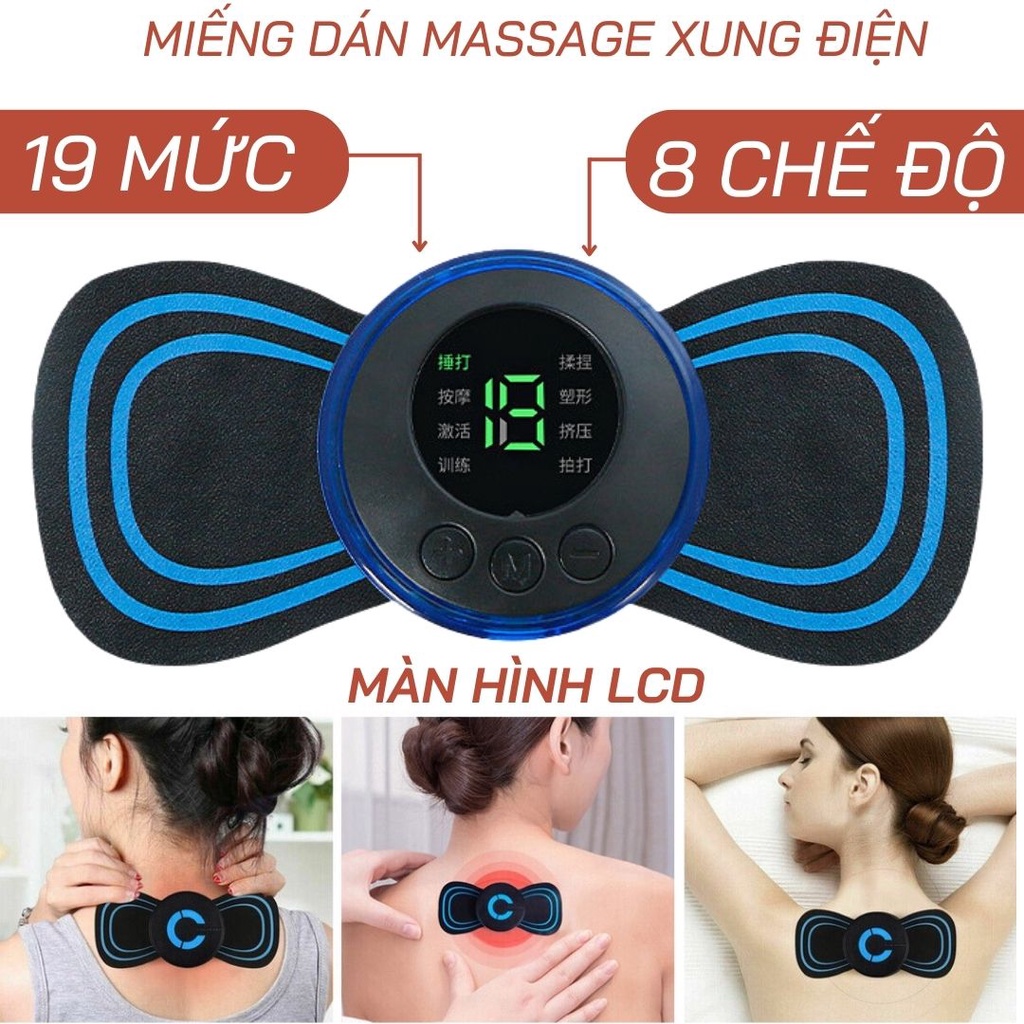 MIẾNG DÁN MASSAGE XUNG ĐIỆN
19 MỨC
8 CHẾ ĐỘ
捶打
按摩
激活
训练
19
揉捏
塑形
挤压
拍打
+ M −
MÀN HÌNH LCD